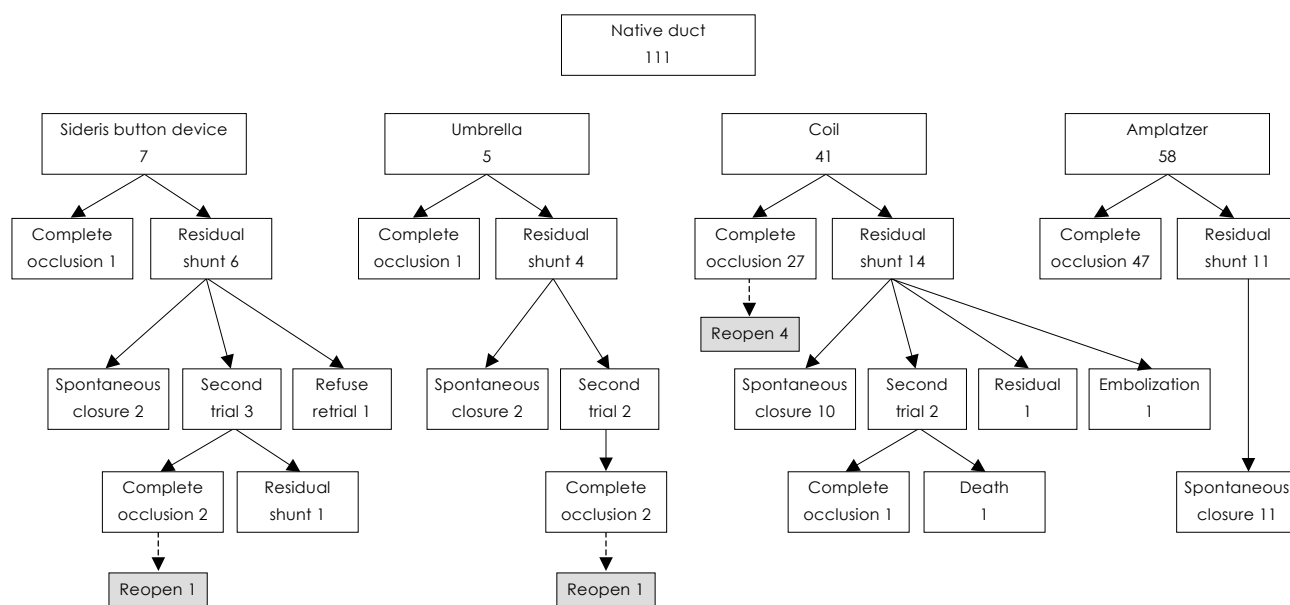 Native duct
111
Sideris button device
7
Umbrella
5
Coil
41
Amplatzer
58
Complete
occlusion 1
Residual
shunt 6
Complete
occlusion 1
Residual
shunt 4
Complete
occlusion 27
Residual
shunt 14
Complete
occlusion 47
Residual
shunt 11
Reopen 4
Spontaneous
closure 2
Second
trial 3
Refuse
retrial 1
Spontaneous
closure 2
Second
trial 2
Spontaneous
closure 10
Second
trial 2
Residual
1
Embolization
1
Complete
occlusion 2
Residual
shunt 1
Complete
occlusion 2
Complete
occlusion 1
Death
1
Spontaneous
closure 11
Reopen 1
Reopen 1